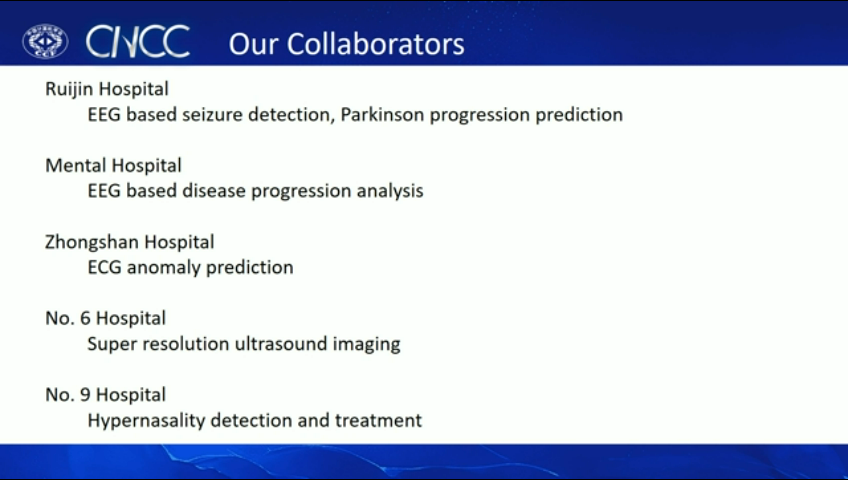 CNCC
Our Collaborators
Ruijin Hospital
EEG based seizure detection, Parkinson progression prediction
Mental Hospital
EEG based disease progression analysis
Zhongshan Hospital
ECG anomaly prediction
No. 6 Hospital
Super resolution ultrasound imaging
No. 9 Hospital
Hypernasality detection and treatment